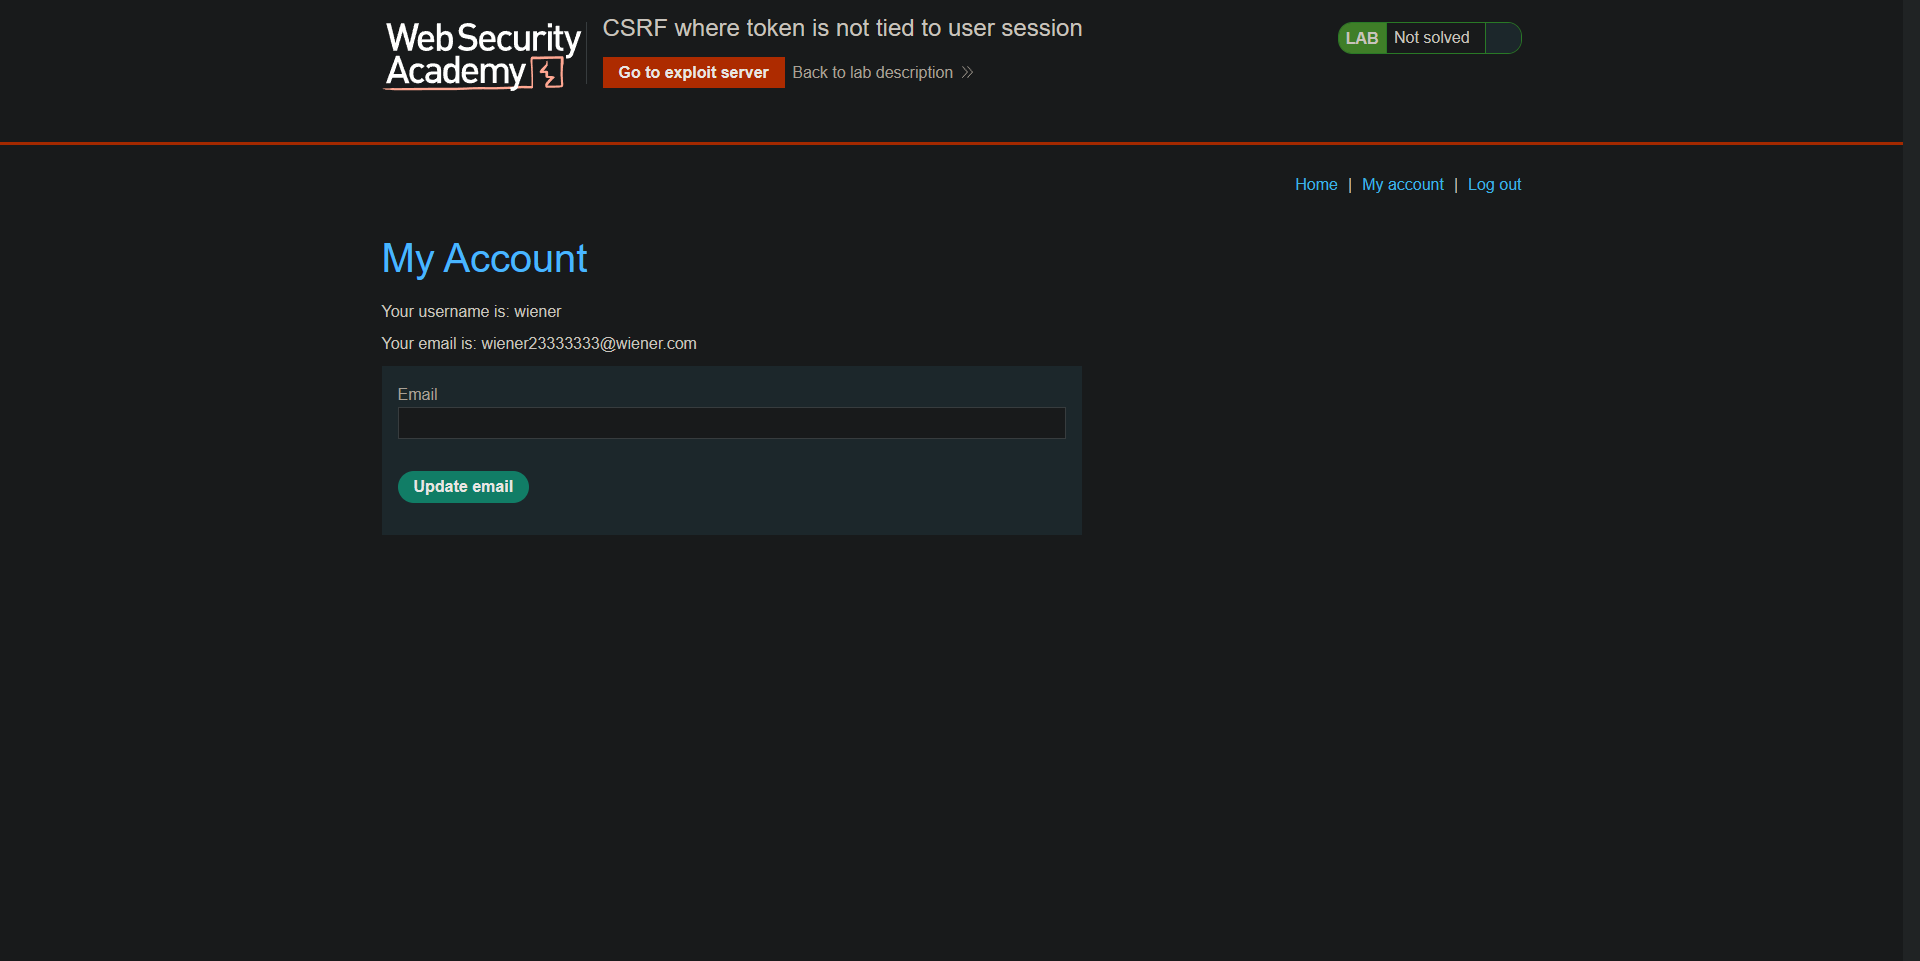 Web Security
Academy
CSRF where token is not tied to user session
Go to exploit server
Back to lab description
LAB
Not solved
Home | My account | Log out
My Account
Your username is: wiener
Your email is: wiener23333333@wiener.com
Email
Update email